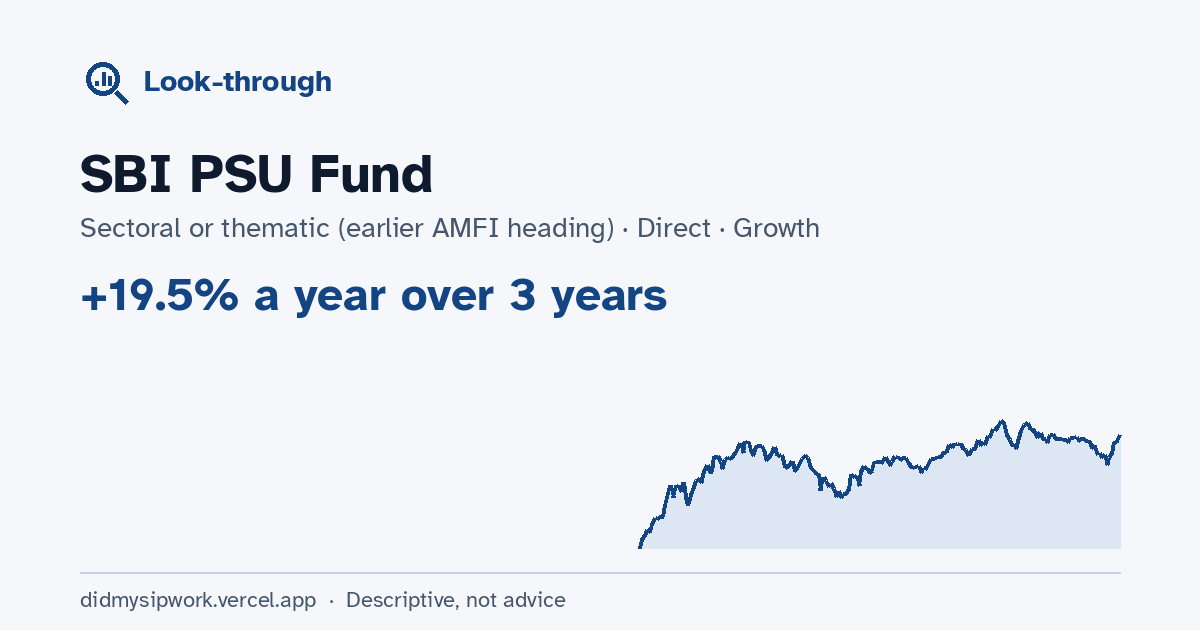 Look-through
SBI PSU Fund
Sectoral or thematic (earlier AMFI heading) · Direct · Growth
+19.5% a year over 3 years
didmysipwork.vercel.app · Descriptive, not advice